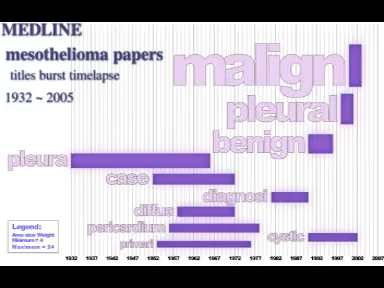 MEDLINE
mesothelioma papers
titles burst timelapse
1932 ~ 2005
malign
pleural
benign
pleura
case
diagnosi
diffus
pericardium
cystic
primari
Legend:
Area size: Weight
Minimum = 4
Maximum = 24
1932 1937 1942 1947 1952 1957 1962 1967 1972 1977 1982 1987 1992 1997 2002 2007